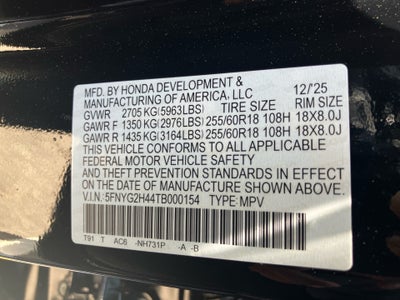 MFD. BY HONDA DEVELOPMENT &
MANUFACTURING OF AMERICA, LLC 12/'25
GVWR 2705 KG(5963LBS) TIRE SIZE RIM SIZE
GAWR F 1350 KG(2976LBS) 255/60R18 108H 18X8.0J
GAWR R 1435 KG(3164LBS) 255/60R18 108H 18X8.0J
THIS VEHICLE CONFORMS TO ALL APPLICABLE
FEDERAL MOTOR VEHICLE SAFETY
AND THEFT PREVENTION STANDARDS IN EFFECT
ON THE DATE OF MANUFACTURE SHOWN ABOVE.
V.I.N.: 5FNYG2H44TB000154 TYPE: MPV
T91 T AC6 -NH731P -A -B